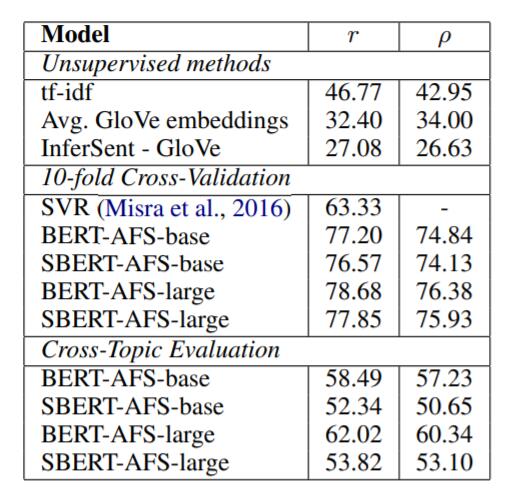 Model r ρ
Unsupervised methods
tf-idf 46.77 42.95
Avg. GloVe embeddings 32.40 34.00
InferSent - GloVe 27.08 26.63
10-fold Cross-Validation
SVR (Misra et al., 2016) 63.33 -
BERT-AFS-base 77.20 74.84
SBERT-AFS-base 76.57 74.13
BERT-AFS-large 78.68 76.38
SBERT-AFS-large 77.85 75.93
Cross-Topic Evaluation
BERT-AFS-base 58.49 57.23
SBERT-AFS-base 52.34 50.65
BERT-AFS-large 62.02 60.34
SBERT-AFS-large 53.82 53.10